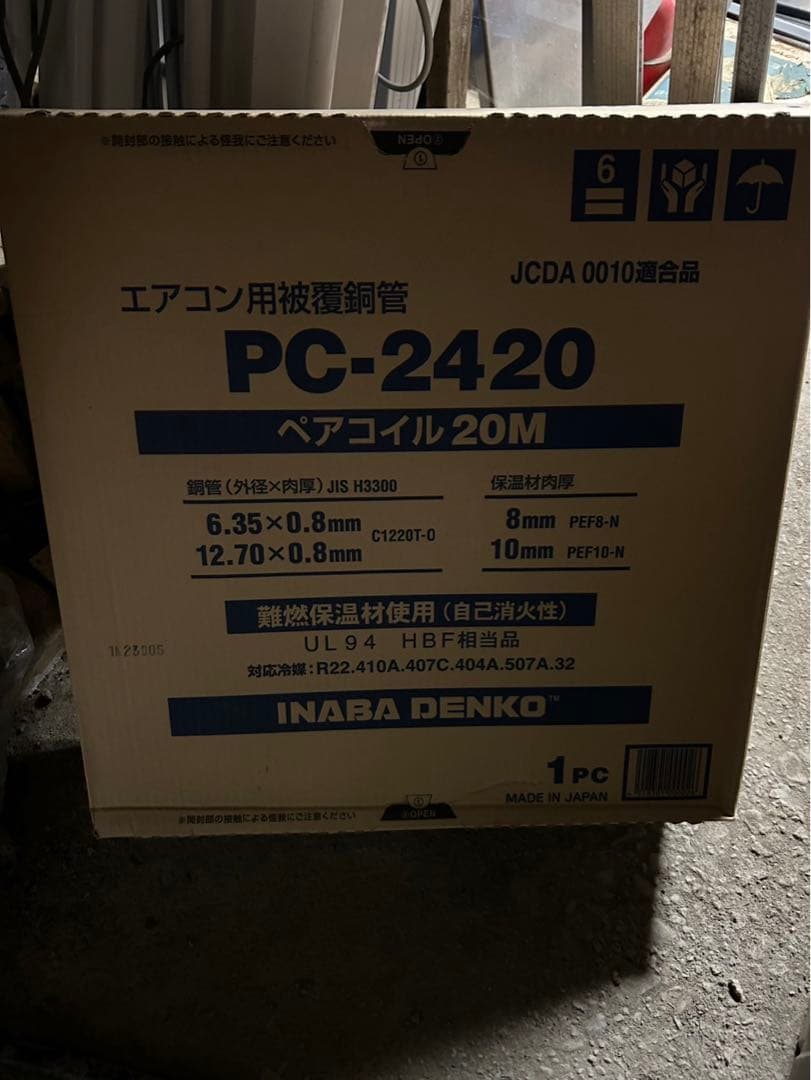 ※開封部の接触による怪我にご注意ください
②OPEN
①
6
JCDA 0010適合品
エアコン用被覆銅管
PC-2420
ペアコイル 20M
銅管(外径×肉厚) JIS H3300
保温材肉厚
6.35×0.8mm
12.70×0.8mm
C1220T-O
8mm PEF8-N
10mm PEF10-N
難燃保温材使用(自己消火性)
UL94 HBF相当品
対応冷媒:R22.410A.407C.404A.507A.32
INABA DENKO™
1PC
MADE IN JAPAN
※開封部の接触による怪我にご注意ください
①
②OPEN